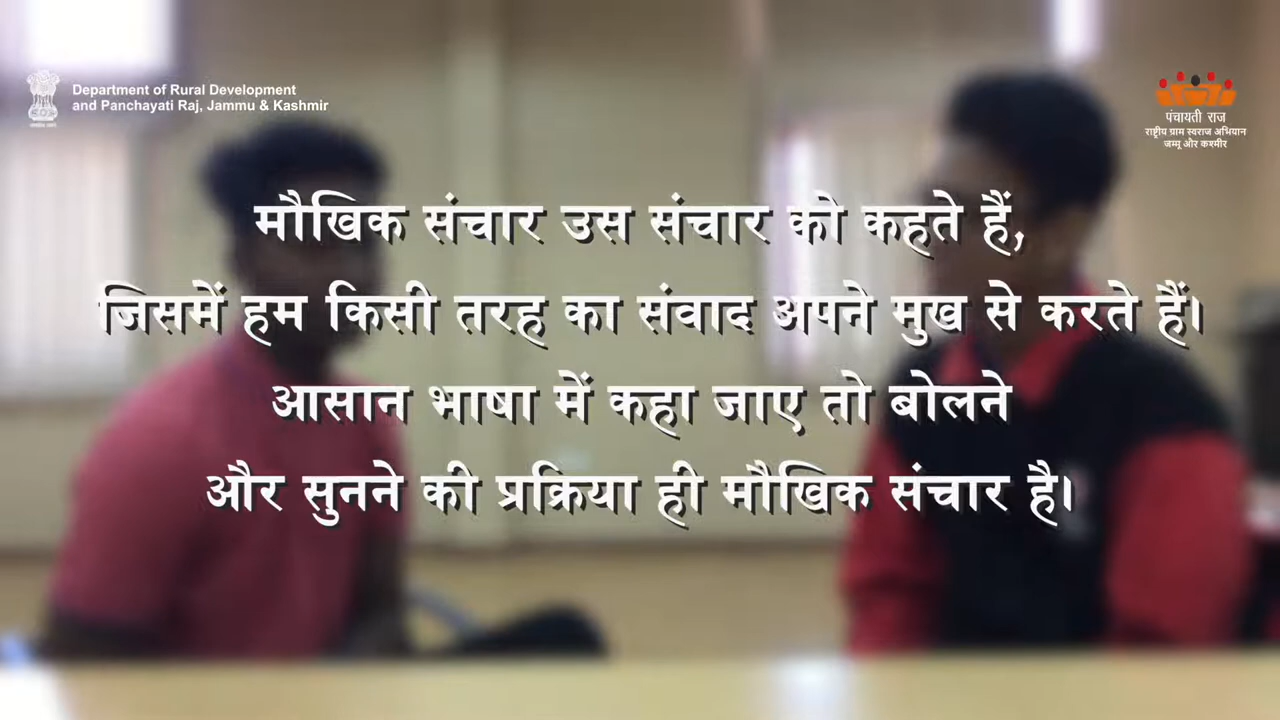 Department of Rural Development
and Panchayati Raj, Jammu & Kashmir
पंचायती राज
राष्ट्रीय ग्राम स्वराज अभियान
जम्मू और कश्मीर
मौखिक संचार उस संचार को कहते हैं,
जिसमें हम किसी तरह का संवाद अपने मुख से करते हैं।
आसान भाषा में कहा जाए तो बोलने
और सुनने की प्रक्रिया ही मौखिक संचार है।